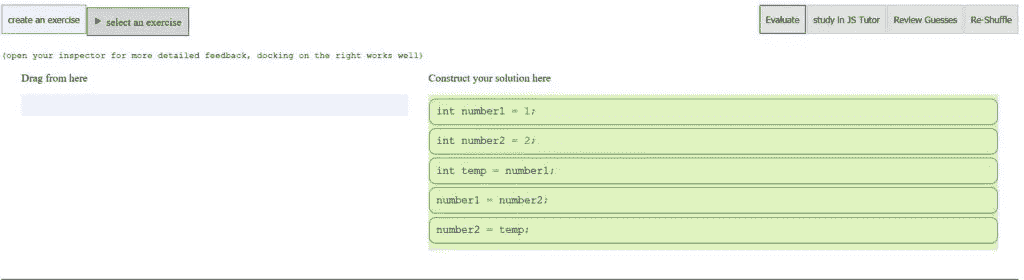 create an exercise
▶ select an exercise
Evaluate
study in JS Tutor
Review Guesses
Re-Shuffle
(open your inspector for more detailed feedback, docking on the right works well)
Drag from here
Construct your solution here
int number1 = 1;
int number2 = 2;
int temp = number1;
number1 = number2;
number2 = temp;